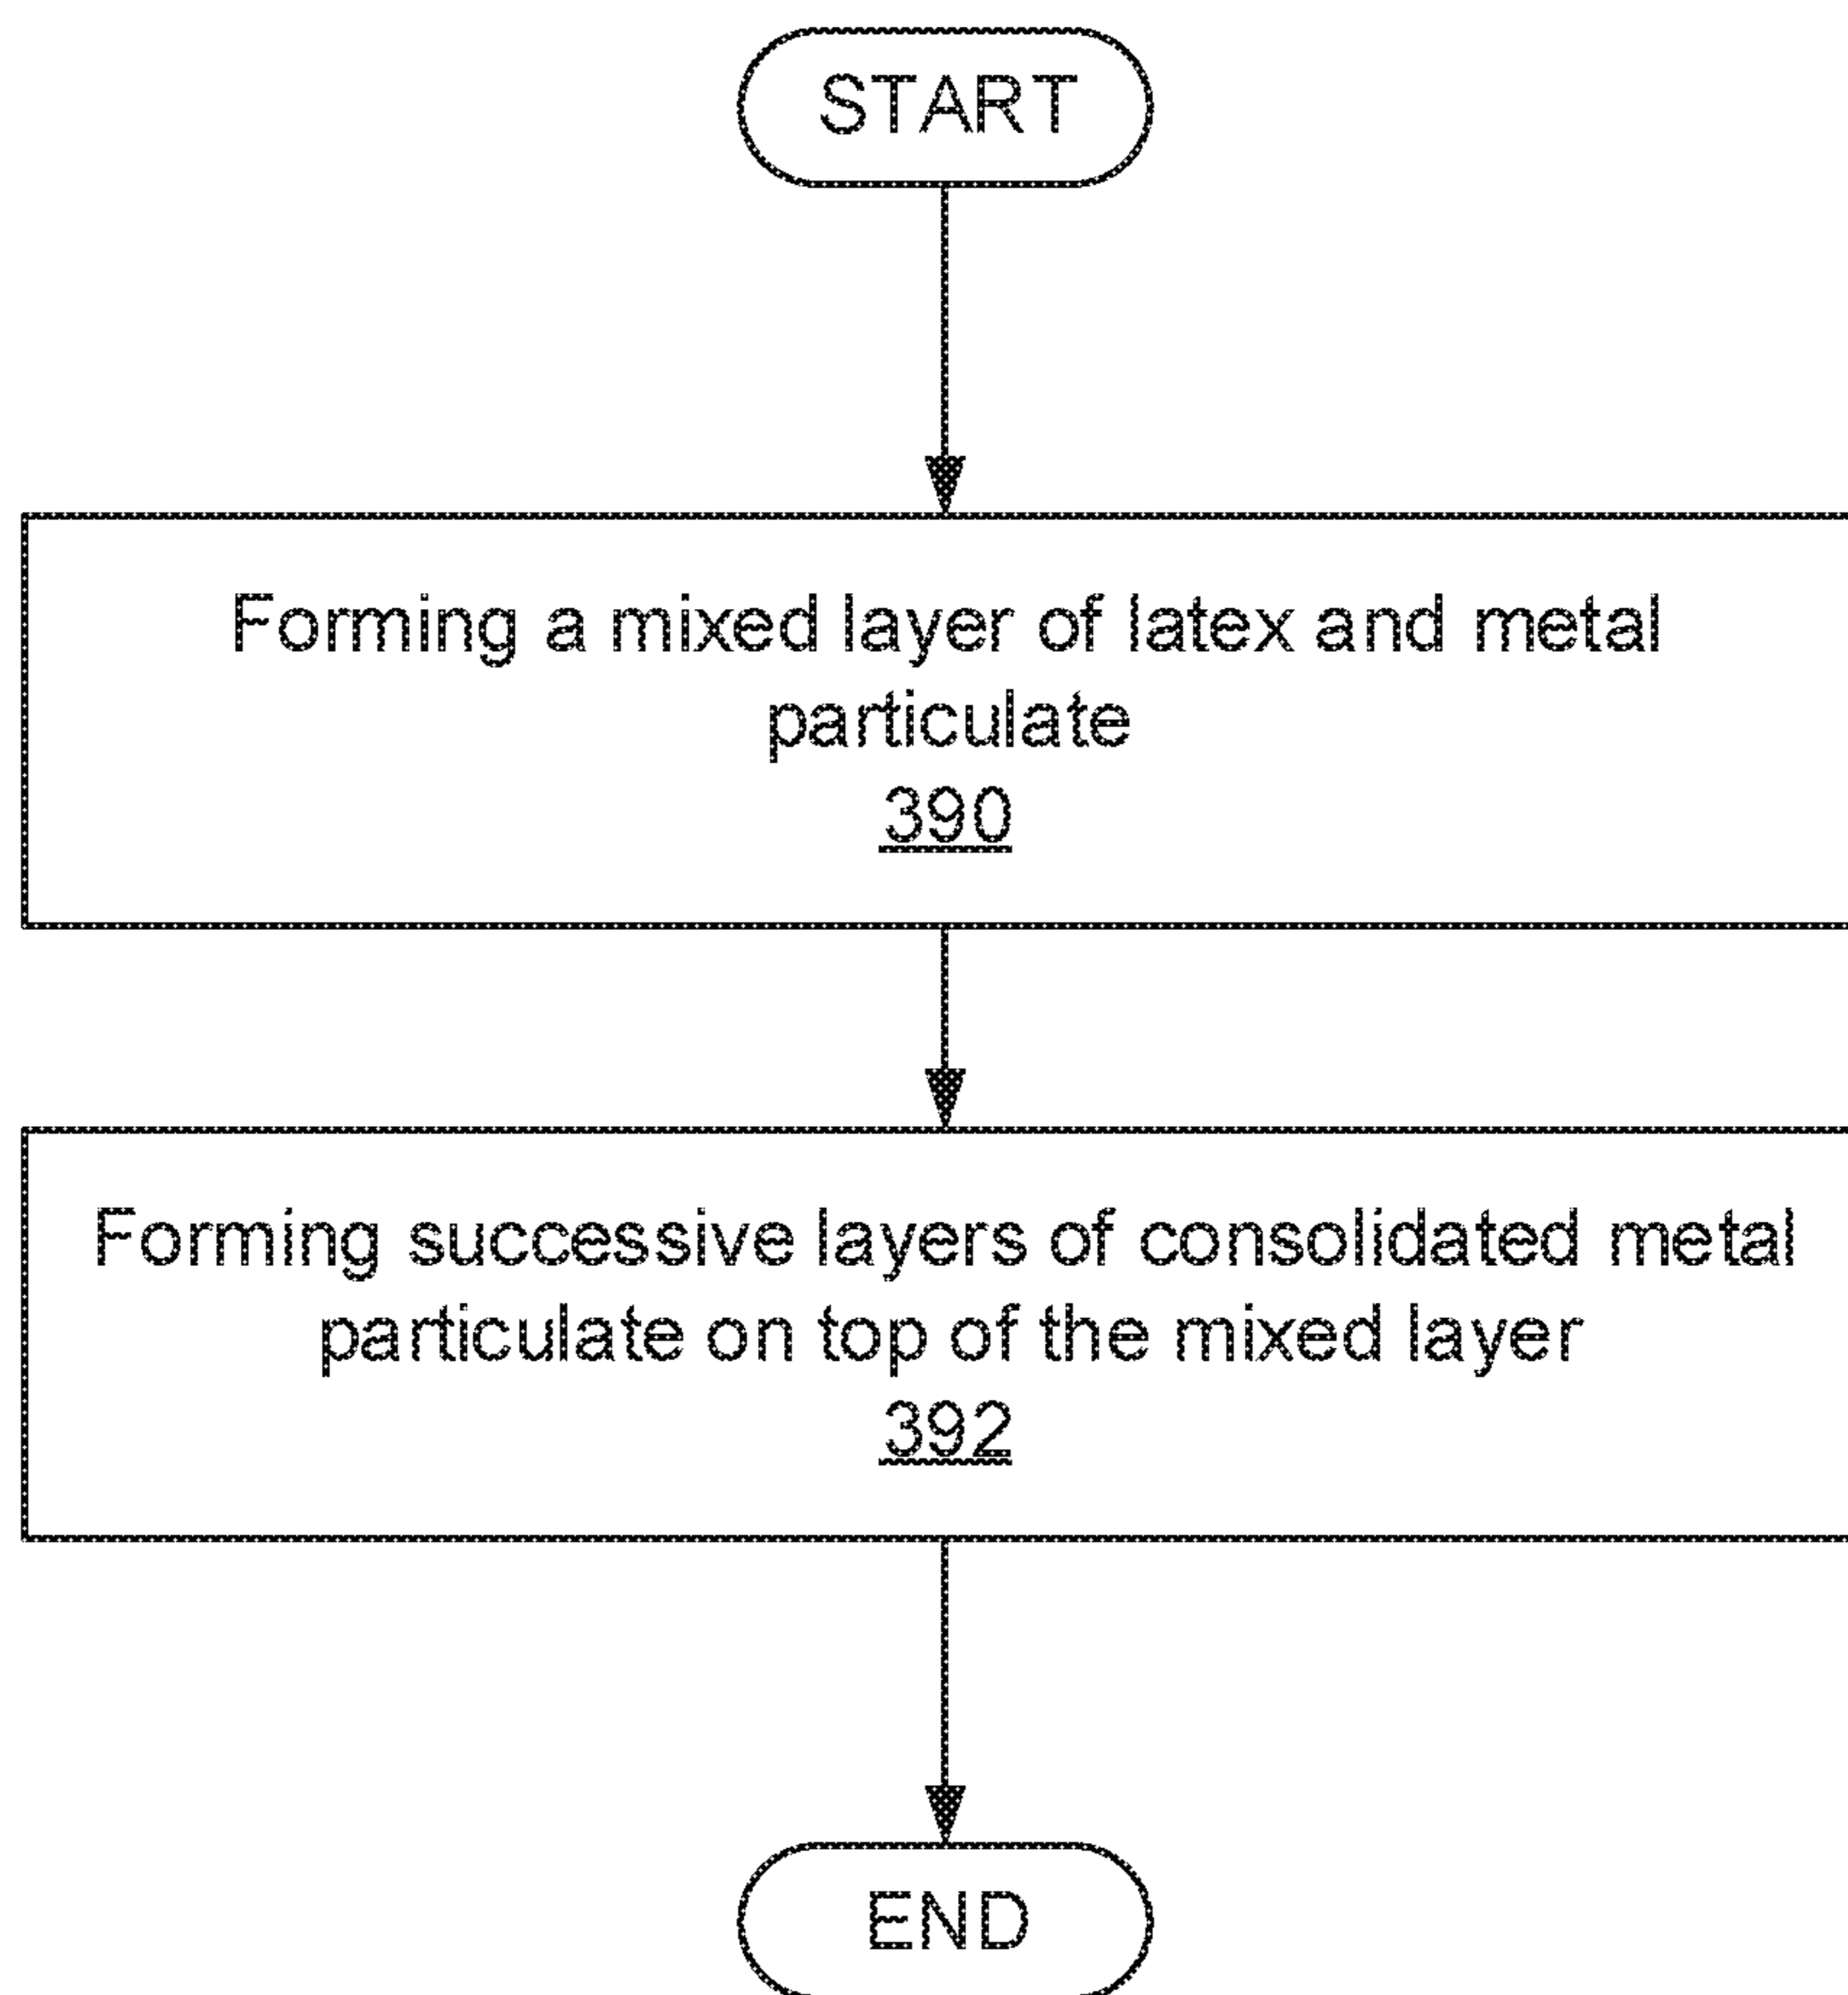 START
Forming a mixed layer of latex and metal
particulate
390
Forming successive layers of consolidated metal
particulate on top of the mixed layer
392
END